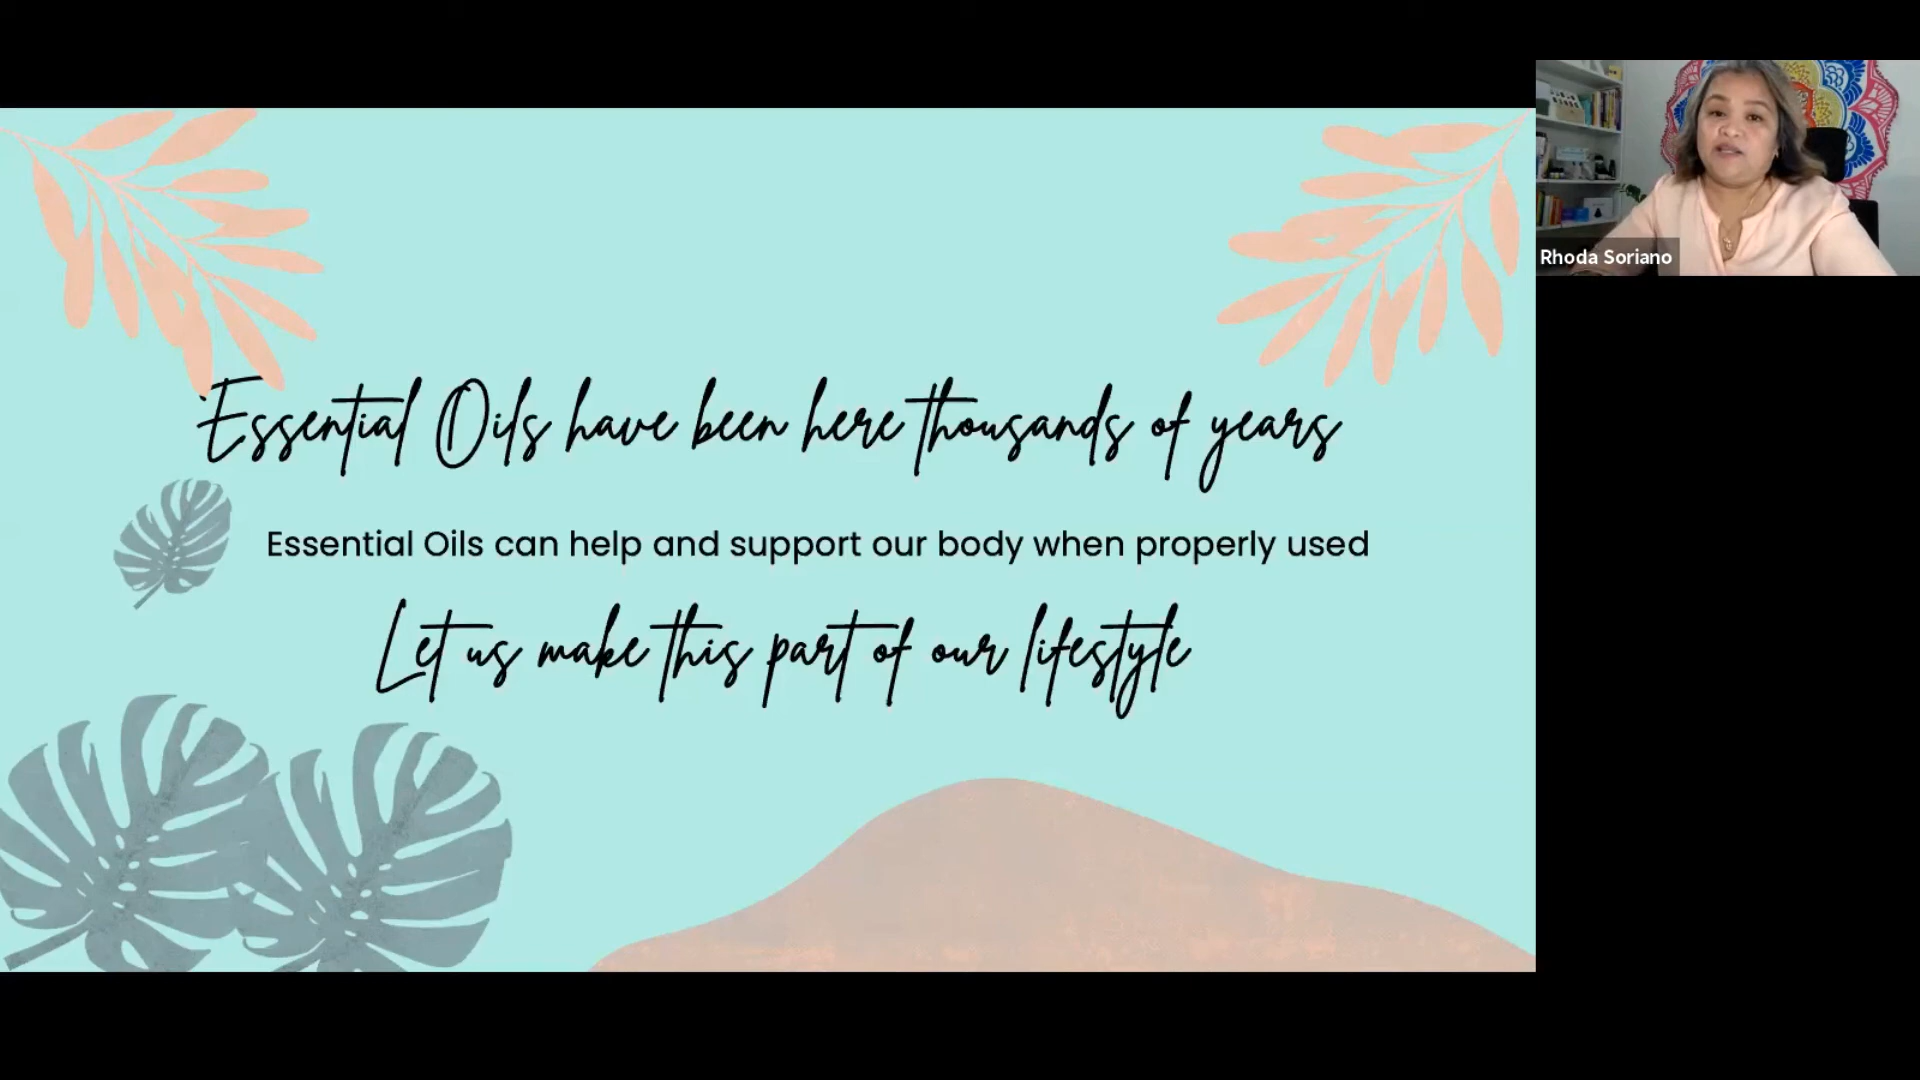 Essential Oils have been here thousands of years
Essential Oils can help and support our body when properly used
Let us make this part of our lifestyle
Rhoda Soriano